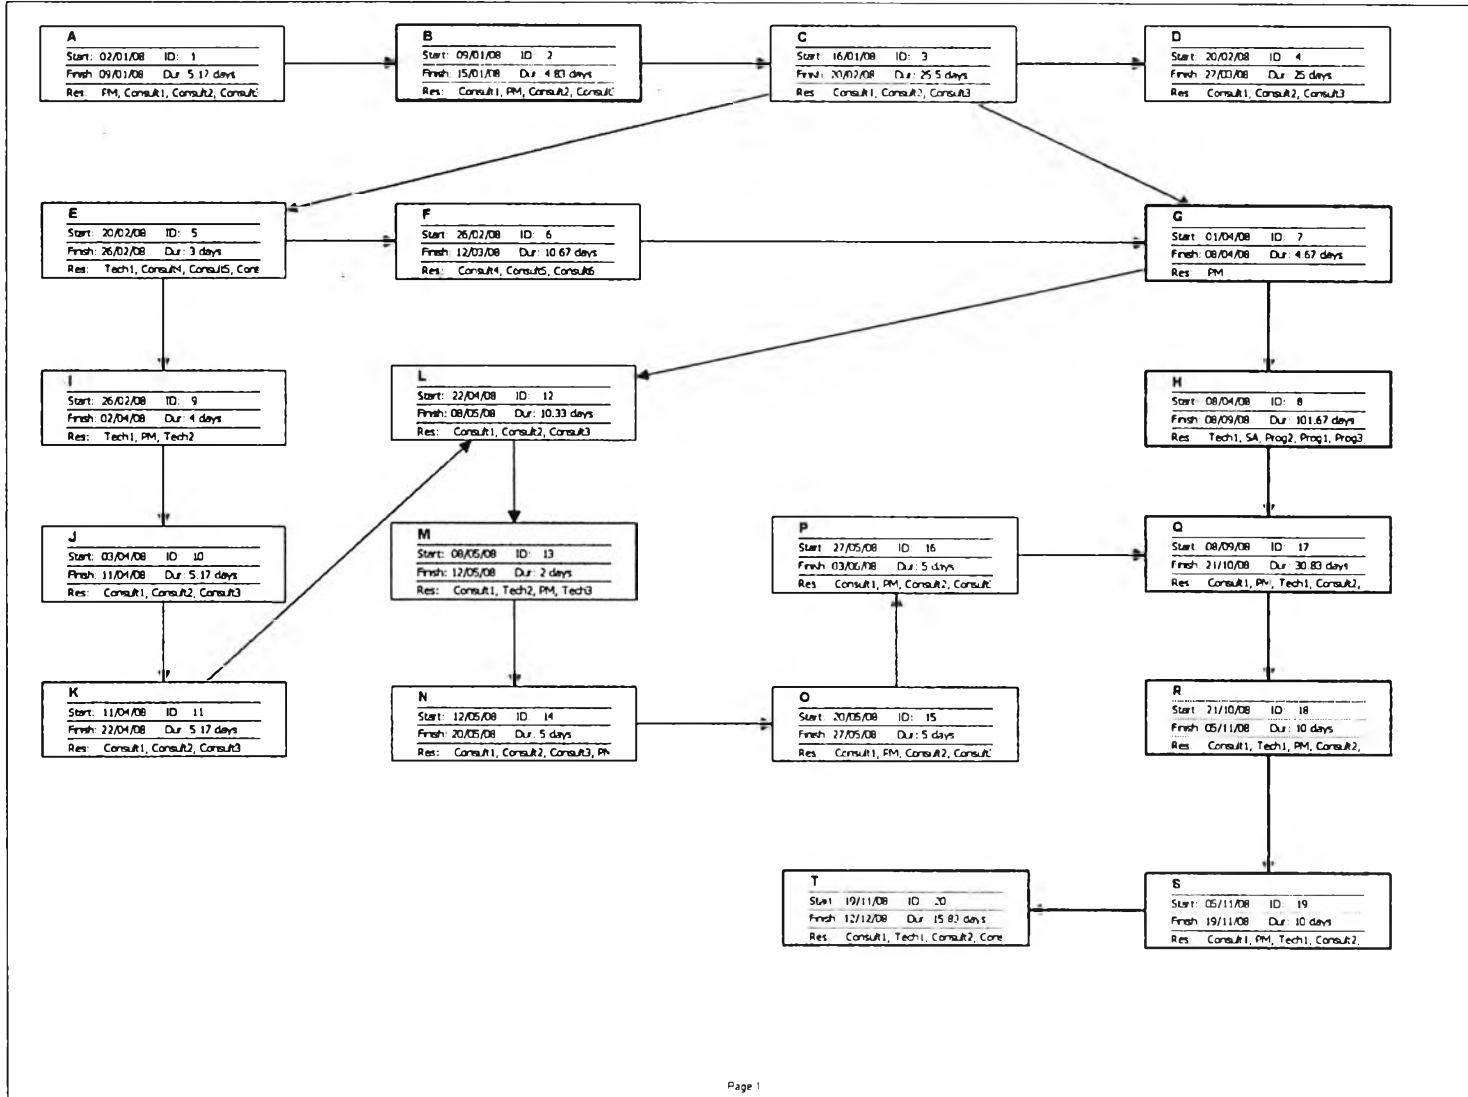 A
Start: 02/01/08 ID: 1
Finish 09/01/08 Dur 5.17 days
Res: PM, Consult1, Consult2, Consult
B
Start: 09/01/08 ID 2
Finish: 15/01/08 Dur 4.83 days
Res: Consult1, PM, Consult2, Consult
C
Start 16/01/08 ID: 3
Finish: 20/02/08 Dur: 25.5 days
Res Consult1, Consult2, Consult3
D
Start 20/02/08 ID 4
Finish: 27/03/08 Dur 25 days
Res Consult1, Consult2, Consult3
E
Start: 20/02/08 ID: 5
Finish: 26/02/08 Dur: 3 days
Res: Tech1, Consult4, Consult5, Cons
F
Start: 26/02/08 ID: 6
Finish: 12/03/08 Dur: 10.67 days
Res: Consult4, Consult5, Consult6
G
Start 01/04/08 ID: 7
Finish: 08/04/08 Dur: 4.67 days
Res PM
I
Start: 26/02/08 ID: 9
Finish: 02/04/08 Dur: 4 days
Res: Tech1, PM, Tech2
L
Start: 22/04/08 ID: 12
Finish: 08/05/08 Dur: 10.33 days
Res: Consult1, Consult2, Consult3
H
Start 08/04/08 ID: 8
Finish: 08/09/08 Dur: 101.67 days
Res Tech1, SA, Prog2, Prog1, Prog3,
J
Start: 03/04/08 ID 10
Finish: 11/04/08 Dur: 5.17 days
Res: Consult1, Consult2, Consult3
M
Start: 08/05/08 ID: 13
Finish: 12/05/08 Dur: 2 days
Res: Consult1, Tech2, PM, Tech3
P
Start: 27/05/08 ID: 16
Finish: 03/06/08 Dur: 5 days
Res Consult1, PM, Consult2, Consult
Q
Start 08/09/08 ID: 17
Finish: 21/10/08 Dur: 30.83 days
Res Consult1, PM, Tech1, Consult2,
K
Start: 11/04/08 ID 11
Finish: 22/04/08 Dur: 5.17 days
Res: Consult1, Consult2, Consult3
N
Start: 12/05/08 ID: 14
Finish: 20/05/08 Dur: 5 days
Res: Consult1, Consult2, Consult3, PM
O
Start: 20/05/08 ID: 15
Finish: 27/05/08 Dur: 5 days
Res Consult1, PM, Consult2, Consult
R
Start 21/10/08 ID: 18
Finish 05/11/08 Dur: 10 days
Res Consult1, Tech1, PM, Consult2,
T
Start 19/11/08 ID 20
Finish 12/12/08 Dur 15.83 days
Res Consult1, Tech1, Consult2, Cons
S
Start: 05/11/08 ID: 19
Finish 19/11/08 Dur: 10 days
Res Consult1, PM, Tech1, Consult2,
Page 1